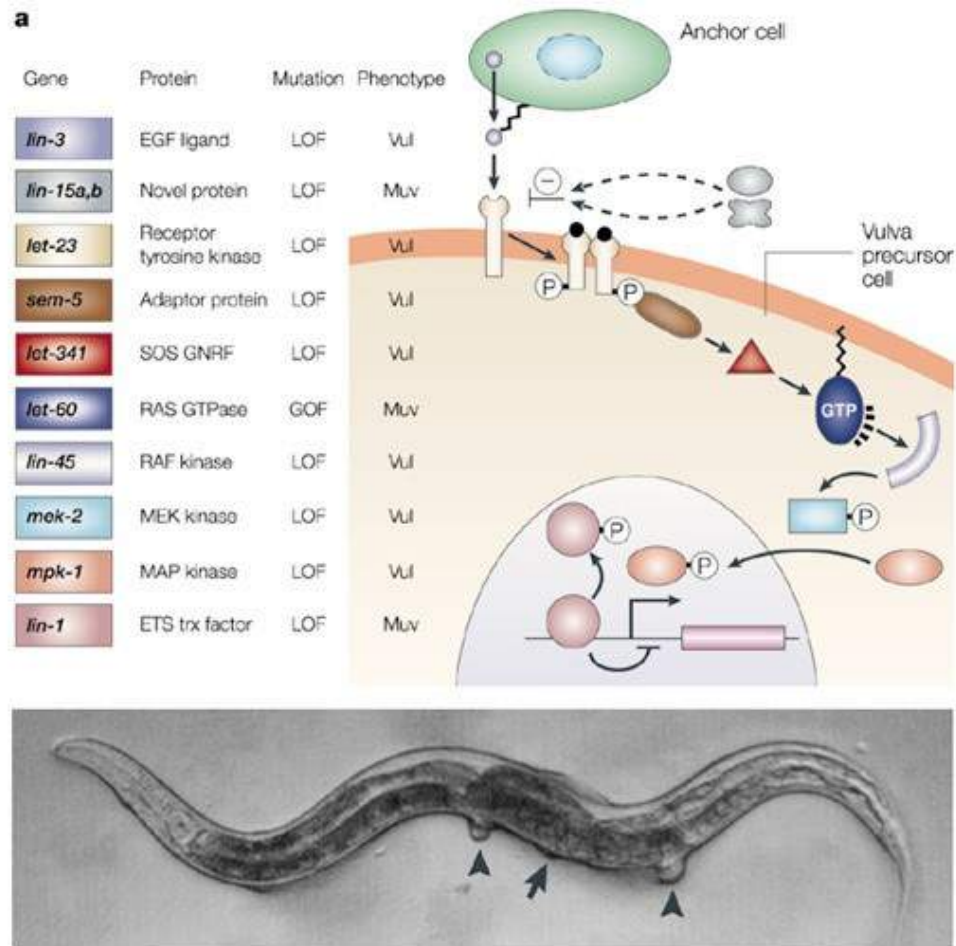 a
Anchor cell
Gene Protein Mutation Phenotype
lin-3 EGF ligand LOF Vul
lin-15a,b Novel protein LOF Muv
let-23 Receptor tyrosine kinase LOF Vul
sem-5 Adaptor protein LOF Vul
let-341 SOS GNRF LOF Vul
let-60 RAS GTPase GOF Muv
lin-45 RAF kinase LOF Vul
mek-2 MEK kinase LOF Vul
mpk-1 MAP kinase LOF Vul
lin-1 ETS trx factor LOF Muv
Vulva
precursor
cell
P
P
GTP
P
P
P